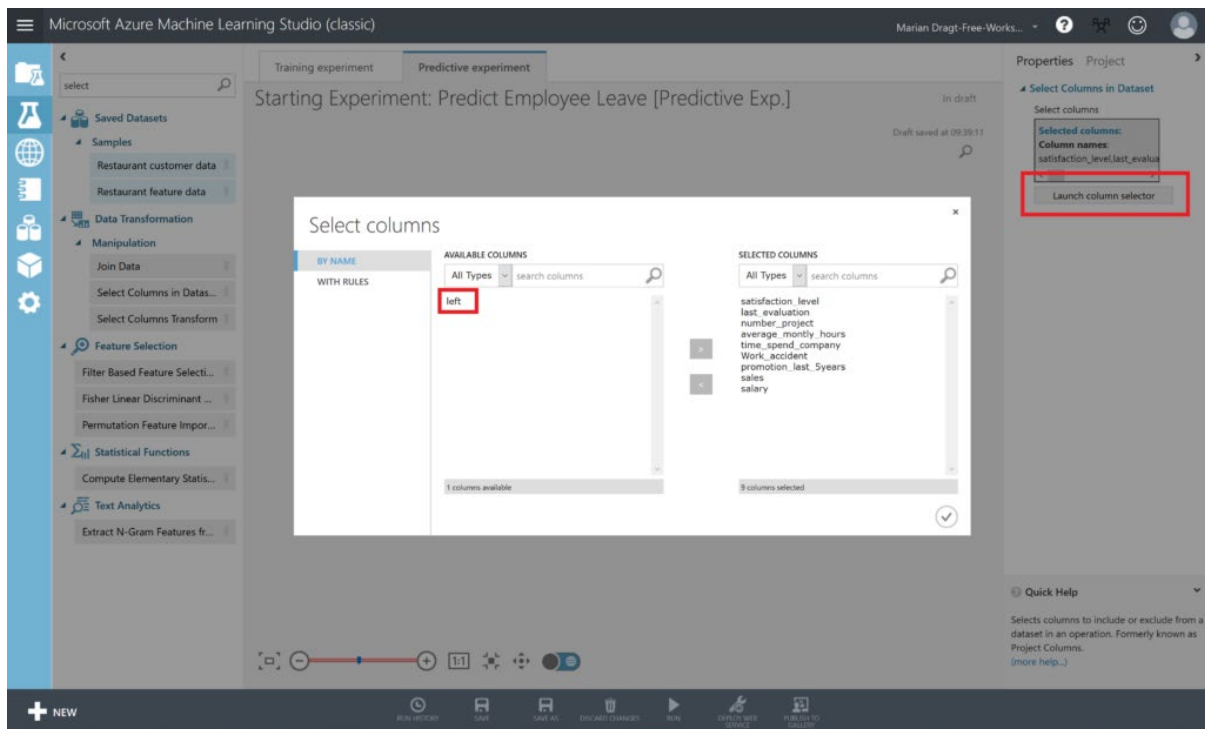 Microsoft Azure Machine Learning Studio (classic)
Marian Dragt-Free-Works...
?
select
Saved Datasets
Samples
Restaurant customer data
Restaurant feature data
Data Transformation
Manipulation
Join Data
Select Columns in Datas...
Select Columns Transform
Feature Selection
Filter Based Feature Selecti...
Fisher Linear Discriminant ...
Permutation Feature Impor...
Statistical Functions
Compute Elementary Statis...
Text Analytics
Extract N-Gram Features fr...
Training experiment
Predictive experiment
Starting Experiment: Predict Employee Leave [Predictive Exp.]
In draft
Draft saved at 09:39:11
Select columns
BY NAME
WITH RULES
AVAILABLE COLUMNS
All Types
search columns
left
1 columns available
>
<
SELECTED COLUMNS
All Types
search columns
satisfaction_level
last_evaluation
number_project
average_montly_hours
time_spend_company
Work_accident
promotion_last_5years
sales
salary
9 columns selected
1:1
Properties
Project
Select Columns in Dataset
Select columns
Selected columns:
Column names:
satisfaction_level,last_evalua
Launch column selector
Quick Help
Selects columns to include or exclude from a
dataset in an operation. Formerly known as
Project Columns.
(more help...)
NEW
RUN HISTORY
SAVE
SAVE AS
DISCARD CHANGES
RUN
DEPLOY WEB
SERVICE
PUBLISH TO
GALLERY